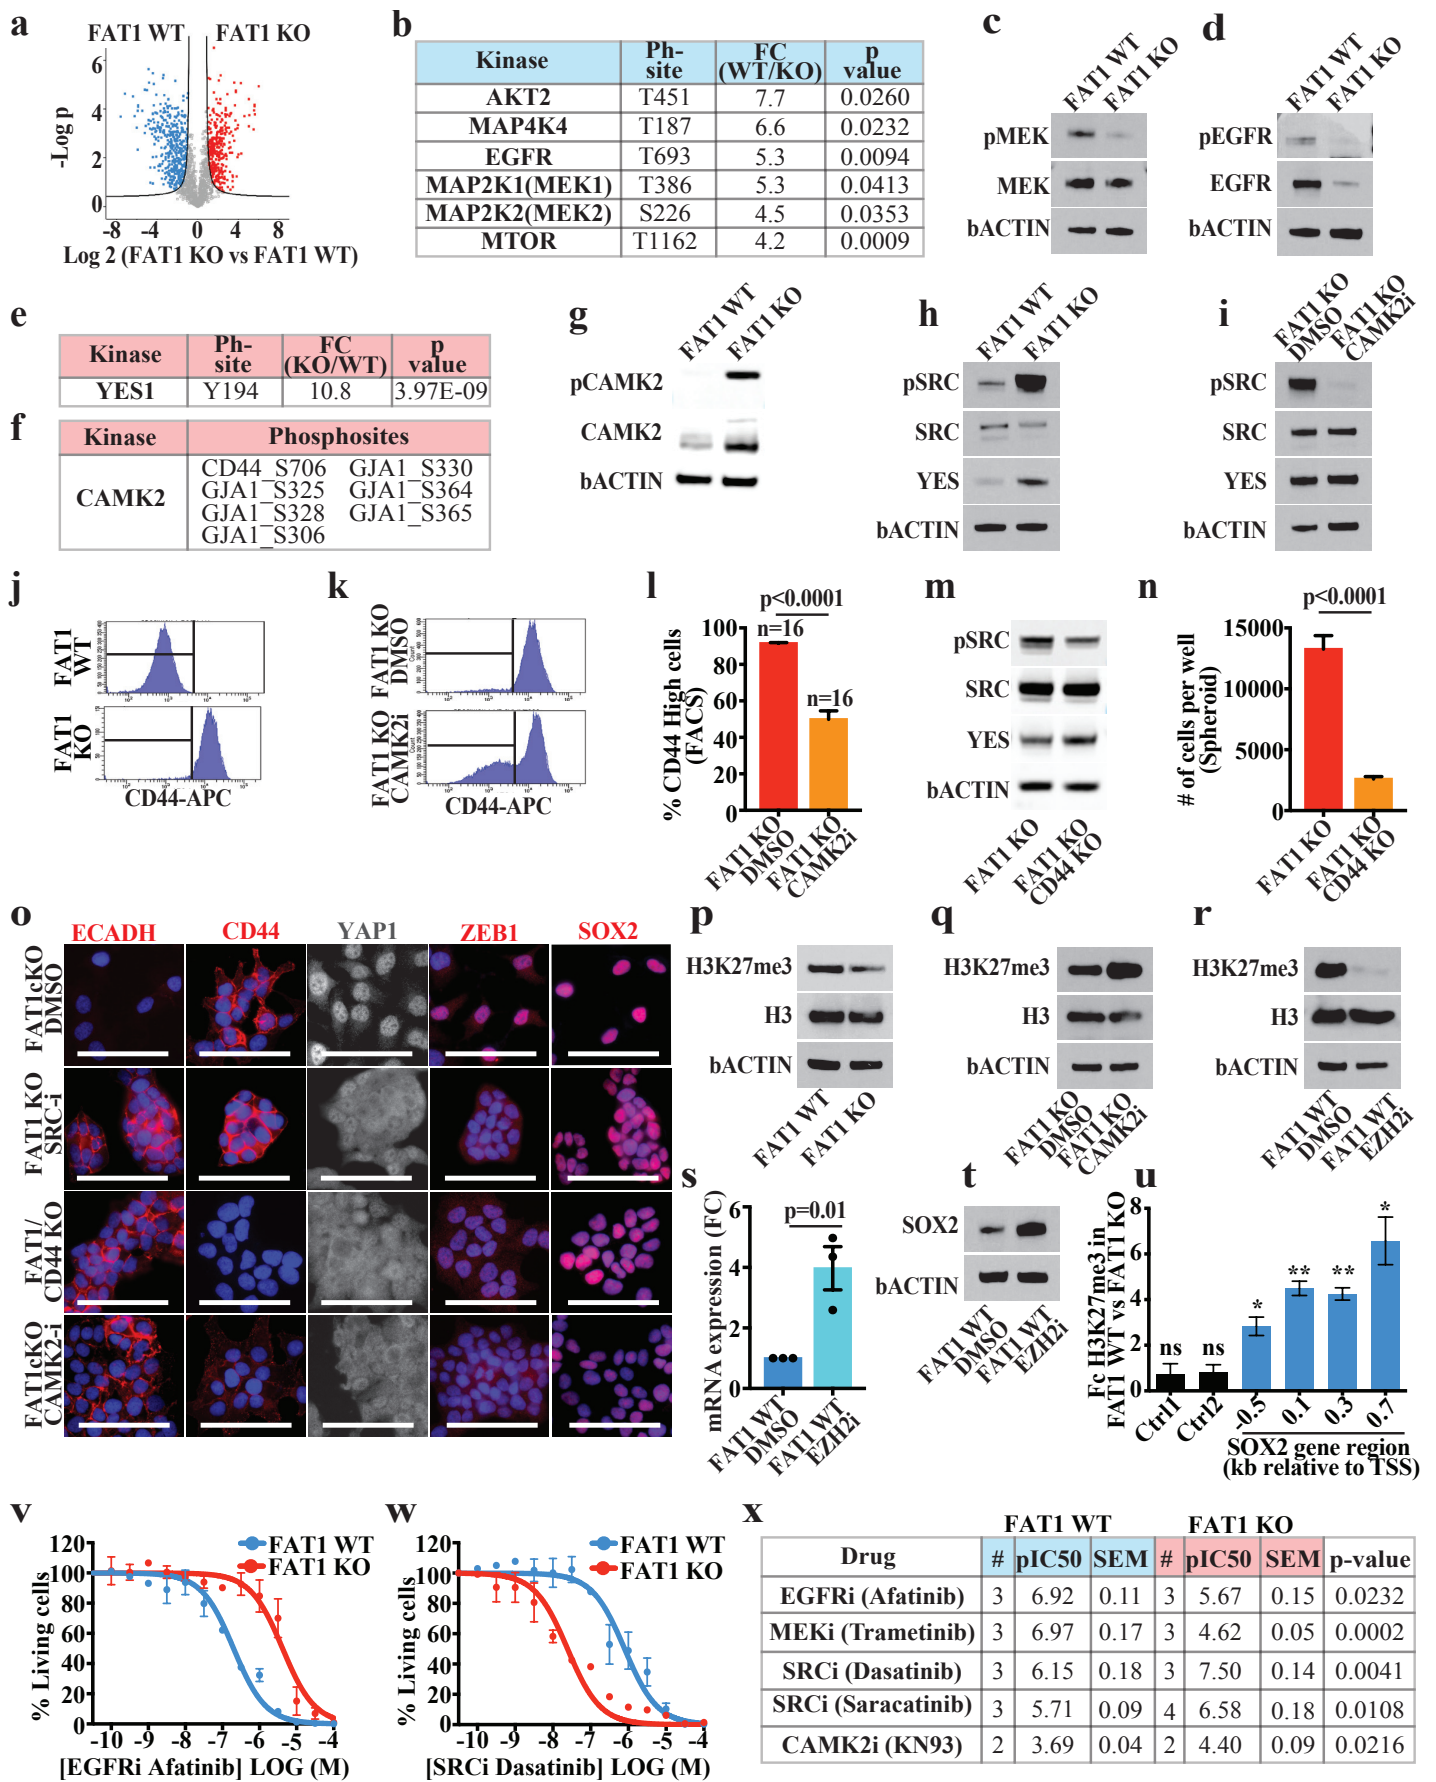 a
FAT1 WT FAT1 KO
6
4
2
0
-Log p
-8 -4 0 4 8
Log 2 (FAT1 KO vs FAT1 WT)
b
Kinase Ph-site FC (WT/KO) p value
AKT2 T451 7.7 0.0260
MAP4K4 T187 6.6 0.0232
EGFR T693 5.3 0.0094
MAP2K1(MEK1) T386 5.3 0.0413
MAP2K2(MEK2) S226 4.5 0.0353
MTOR T1162 4.2 0.0009
c
FAT1 WT FAT1 KO
pMEK
MEK
bACTIN
d
FAT1 WT FAT1 KO
pEGFR
EGFR
bACTIN
e
Kinase Ph-site FC (KO/WT) p value
YES1 Y194 10.8 3.97E-09
f
Kinase Phosphosites
CAMK2
CD44_S706 GJA1_S330
GJA1_S325 GJA1_S364
GJA1_S328 GJA1_S365
GJA1_S306
g
FAT1 WT FAT1 KO
pCAMK2
CAMK2
bACTIN
h
FAT1 WT FAT1 KO
pSRC
SRC
YES
bACTIN
i
FAT1 KO DMSO FAT1 KO CAMK2i
pSRC
SRC
YES
bACTIN
j
FAT1 WT
FAT1 KO
CD44-APC
k
FAT1 KO DMSO
Count
FAT1 KO CAMK2i
Count
CD44-APC
l
p<0.0001
n=16
n=16
100
80
60
40
20
0
% CD44 High cells (FACS)
FAT1 KO DMSO FAT1 KO CAMK2i
m
pSRC
SRC
YES
bACTIN
FAT1 KO FAT1 KO CD44 KO
n
p<0.0001
15000
10000
5000
0
# of cells per well (Spheroid)
FAT1 KO FAT1 KO CD44 KO
o
ECADH CD44 YAP1 ZEB1 SOX2
FAT1cKO DMSO
FAT1 KO SRC-i
FAT1/ CD44 KO
FAT1cKO CAMK2-i
p
H3K27me3
H3
bACTIN
FAT1 WT FAT1 KO
q
H3K27me3
H3
bACTIN
FAT1 KO DMSO FAT1 KO CAMK2i
r
H3K27me3
H3
bACTIN
FAT1 WT DMSO FAT1 WT EZH2i
s
p=0.01
6
4
2
0
mRNA expression (FC)
FAT1 WT DMSO FAT1 WT EZH2i
t
SOX2
bACTIN
FAT1 WT DMSO FAT1 WT EZH2i
u
8
6
4
2
0
Fc H3K27me3 in FAT1 WT vs FAT1 KO
ns ns * ** ** *
Ctrl1 Ctrl2 -0.5 0.1 0.3 0.7
SOX2 gene region
(kb relative to TSS)
v
FAT1 WT
FAT1 KO
120
100
80
60
40
20
0
% Living cells
-10 -9 -8 -7 -6 -5 -4
[EGFRi Afatinib] LOG (M)
w
FAT1 WT
FAT1 KO
120
100
80
60
40
20
0
% Living cells
-10 -9 -8 -7 -6 -5 -4
[SRCi Dasatinib] LOG (M)
x
FAT1 WT FAT1 KO
Drug # pIC50 SEM # pIC50 SEM p-value
EGFRi (Afatinib) 3 6.92 0.11 3 5.67 0.15 0.0232
MEKi (Trametinib) 3 6.97 0.17 3 4.62 0.05 0.0002
SRCi (Dasatinib) 3 6.15 0.18 3 7.50 0.14 0.0041
SRCi (Saracatinib) 3 5.71 0.09 4 6.58 0.18 0.0108
CAMK2i (KN93) 2 3.69 0.04 2 4.40 0.09 0.0216